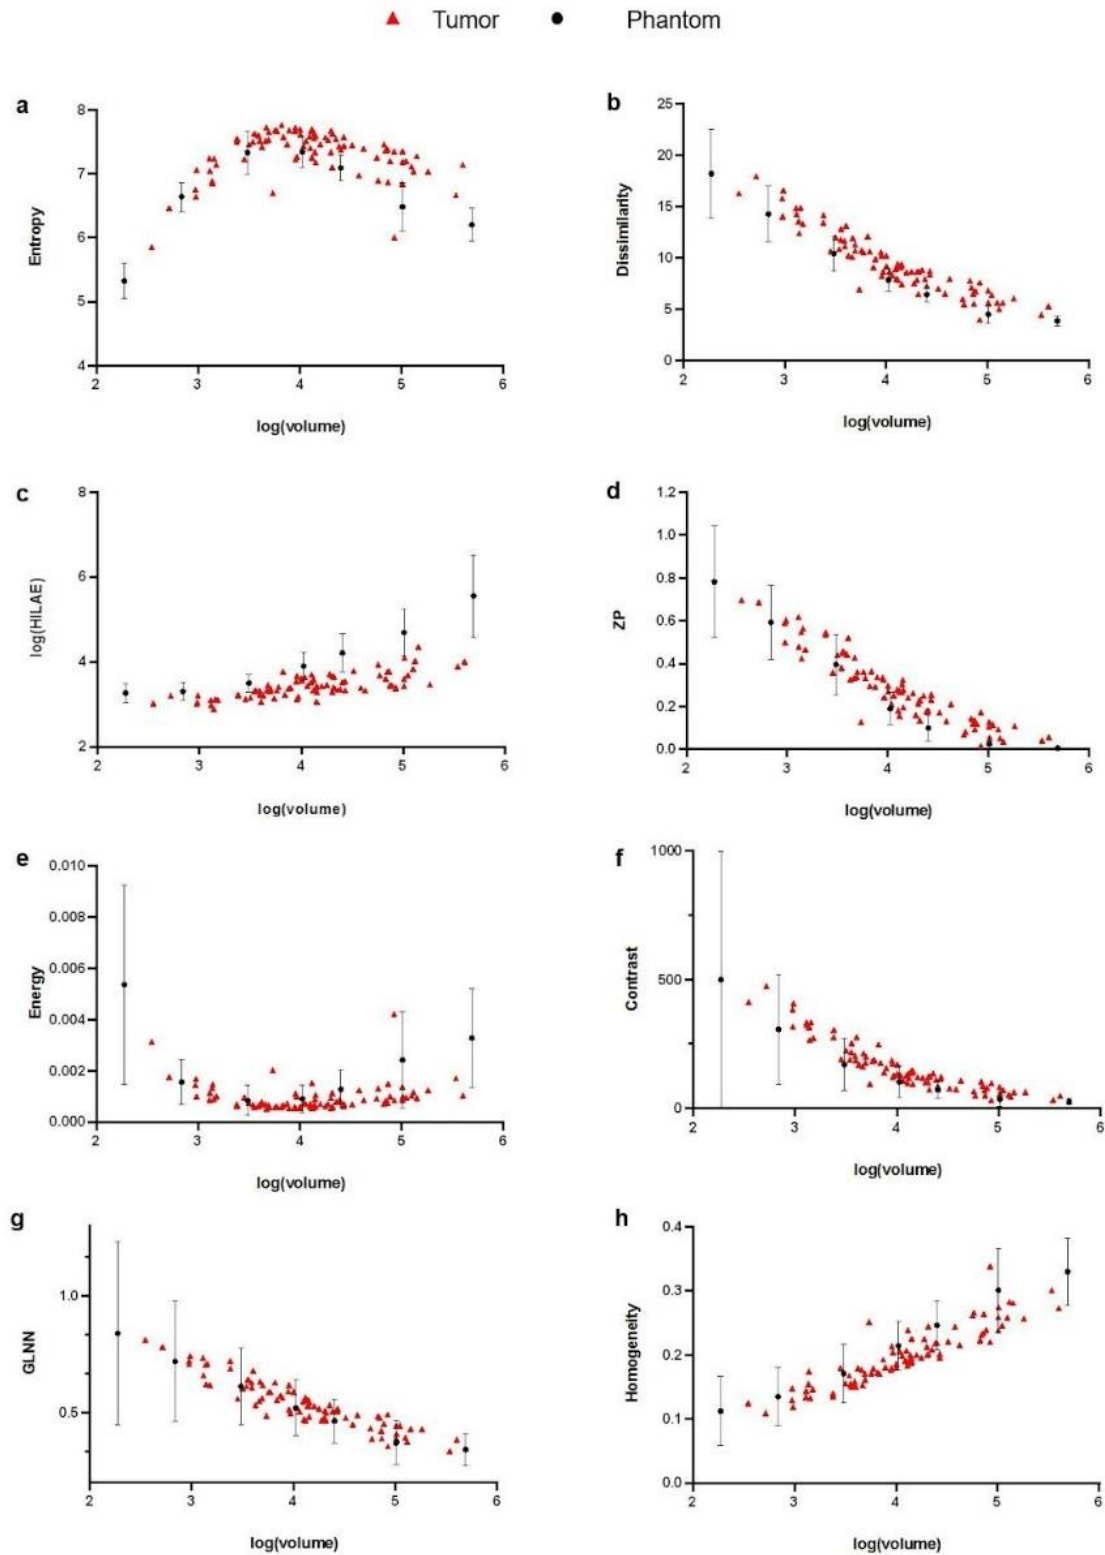 Tumor Phantom
a
8
7
6
5
4
Entropy
2 3 4 5 6
log(volume)
b
25
20
15
10
5
0
Dissimilarity
2 3 4 5 6
log(volume)
c
8
6
4
2
log(HILAE)
2 3 4 5 6
log(volume)
d
1.2
1.0
0.8
0.6
0.4
0.2
0.0
ZP
2 3 4 5 6
log(volume)
e
0.010
0.008
0.006
0.004
0.002
0.000
Energy
2 3 4 5 6
log(volume)
f
1000
500
0
Contrast
2 3 4 5 6
log(volume)
g
1.0
0.5
GLNN
2 3 4 5 6
log(volume)
h
0.4
0.3
0.2
0.1
0.0
Homogeneity
2 3 4 5 6
log(volume)